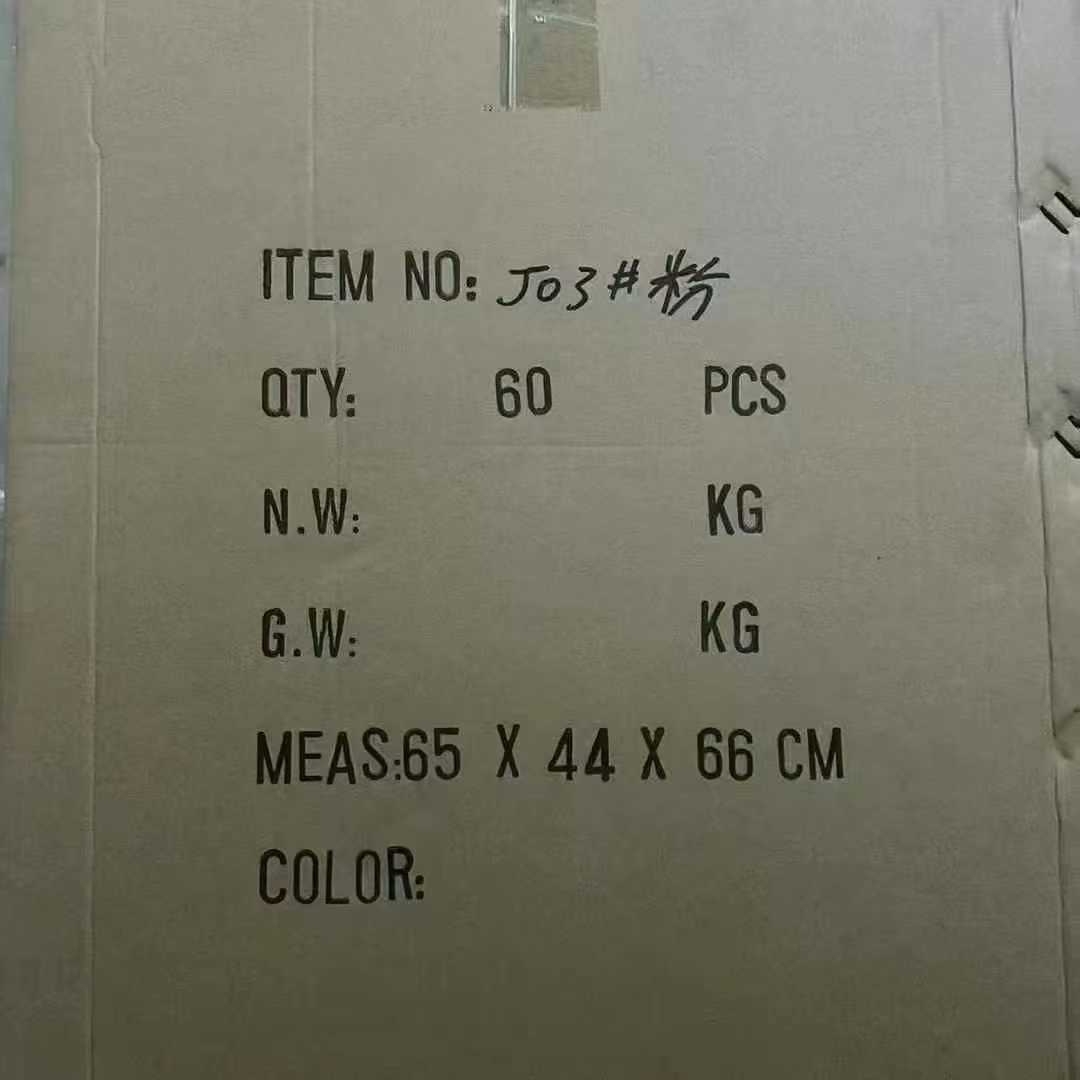 ITEM NO: J03#粉
QTY: 60 PCS
N.W: KG
G.W: KG
MEAS:65 X 44 X 66 CM
COLOR: